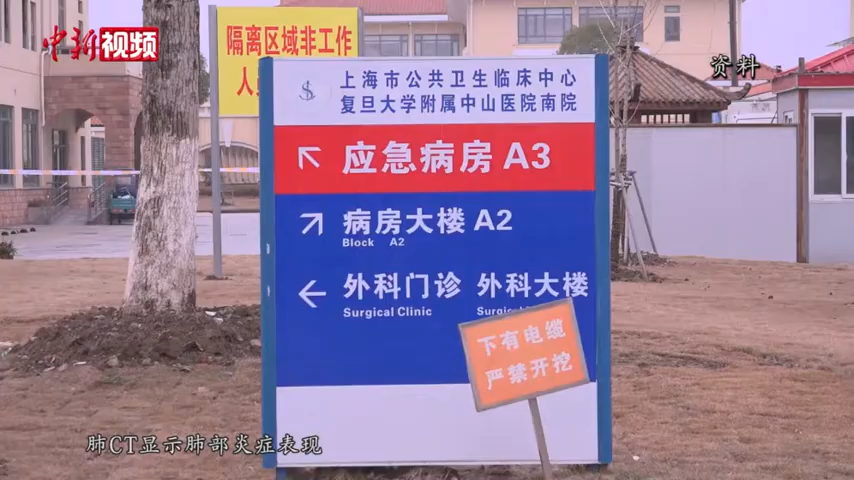 中新视频
资料
隔离区域非工作
人
上海市公共卫生临床中心
复旦大学附属中山医院南院
应急病房 A3
病房大楼 A2
Block A2
外科门诊 外科大楼
Surgical Clinic
下有电缆
严禁开挖
肺CT显示肺部炎症表现